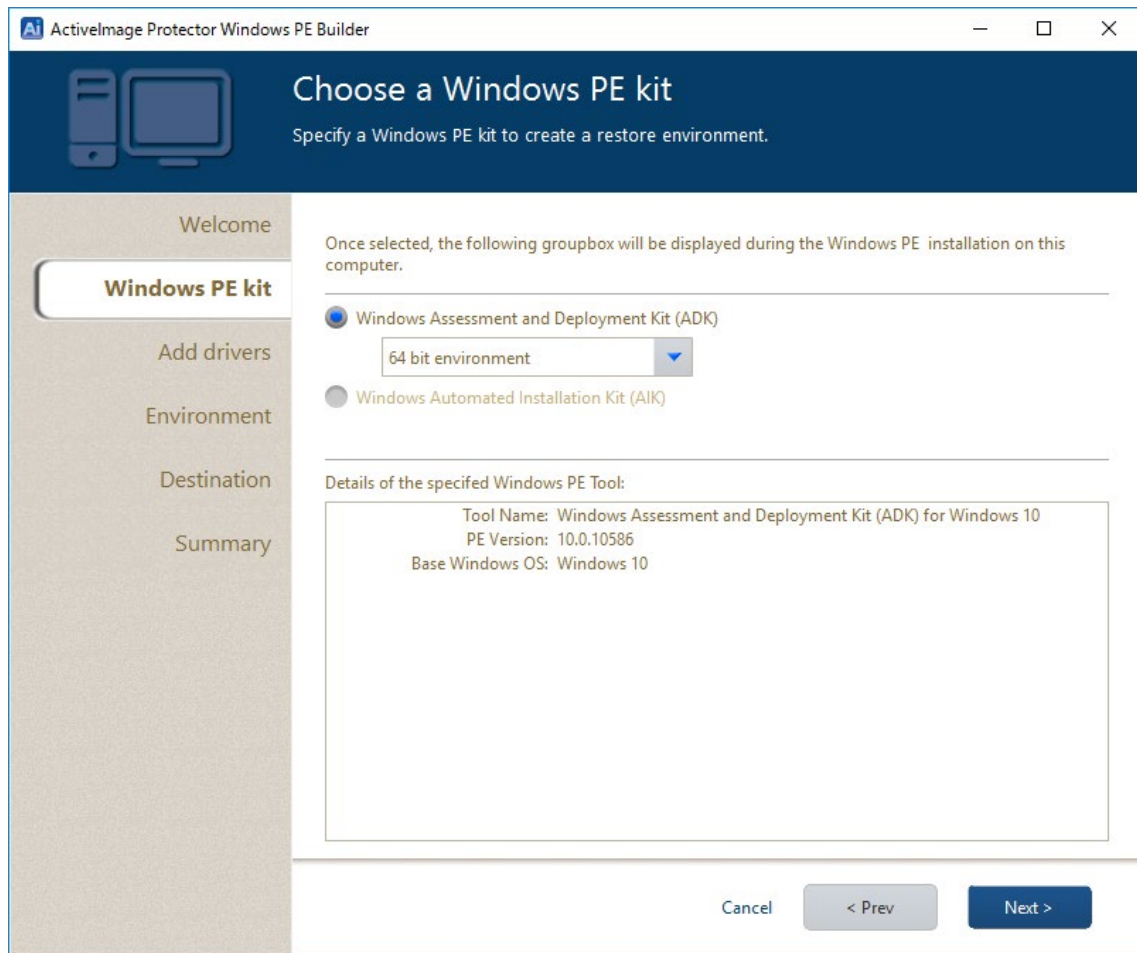 Ai ActiveImage Protector Windows PE Builder
Choose a Windows PE kit
Specify a Windows PE kit to create a restore environment.
Welcome
Windows PE kit
Add drivers
Environment
Destination
Summary
Once selected, the following groupbox will be displayed during the Windows PE installation on this
computer.
Windows Assessment and Deployment Kit (ADK)
64 bit environment
Windows Automated Installation Kit (AIK)
Details of the specifed Windows PE Tool:
Tool Name: Windows Assessment and Deployment Kit (ADK) for Windows 10
PE Version: 10.0.10586
Base Windows OS: Windows 10
Cancel
< Prev
Next >